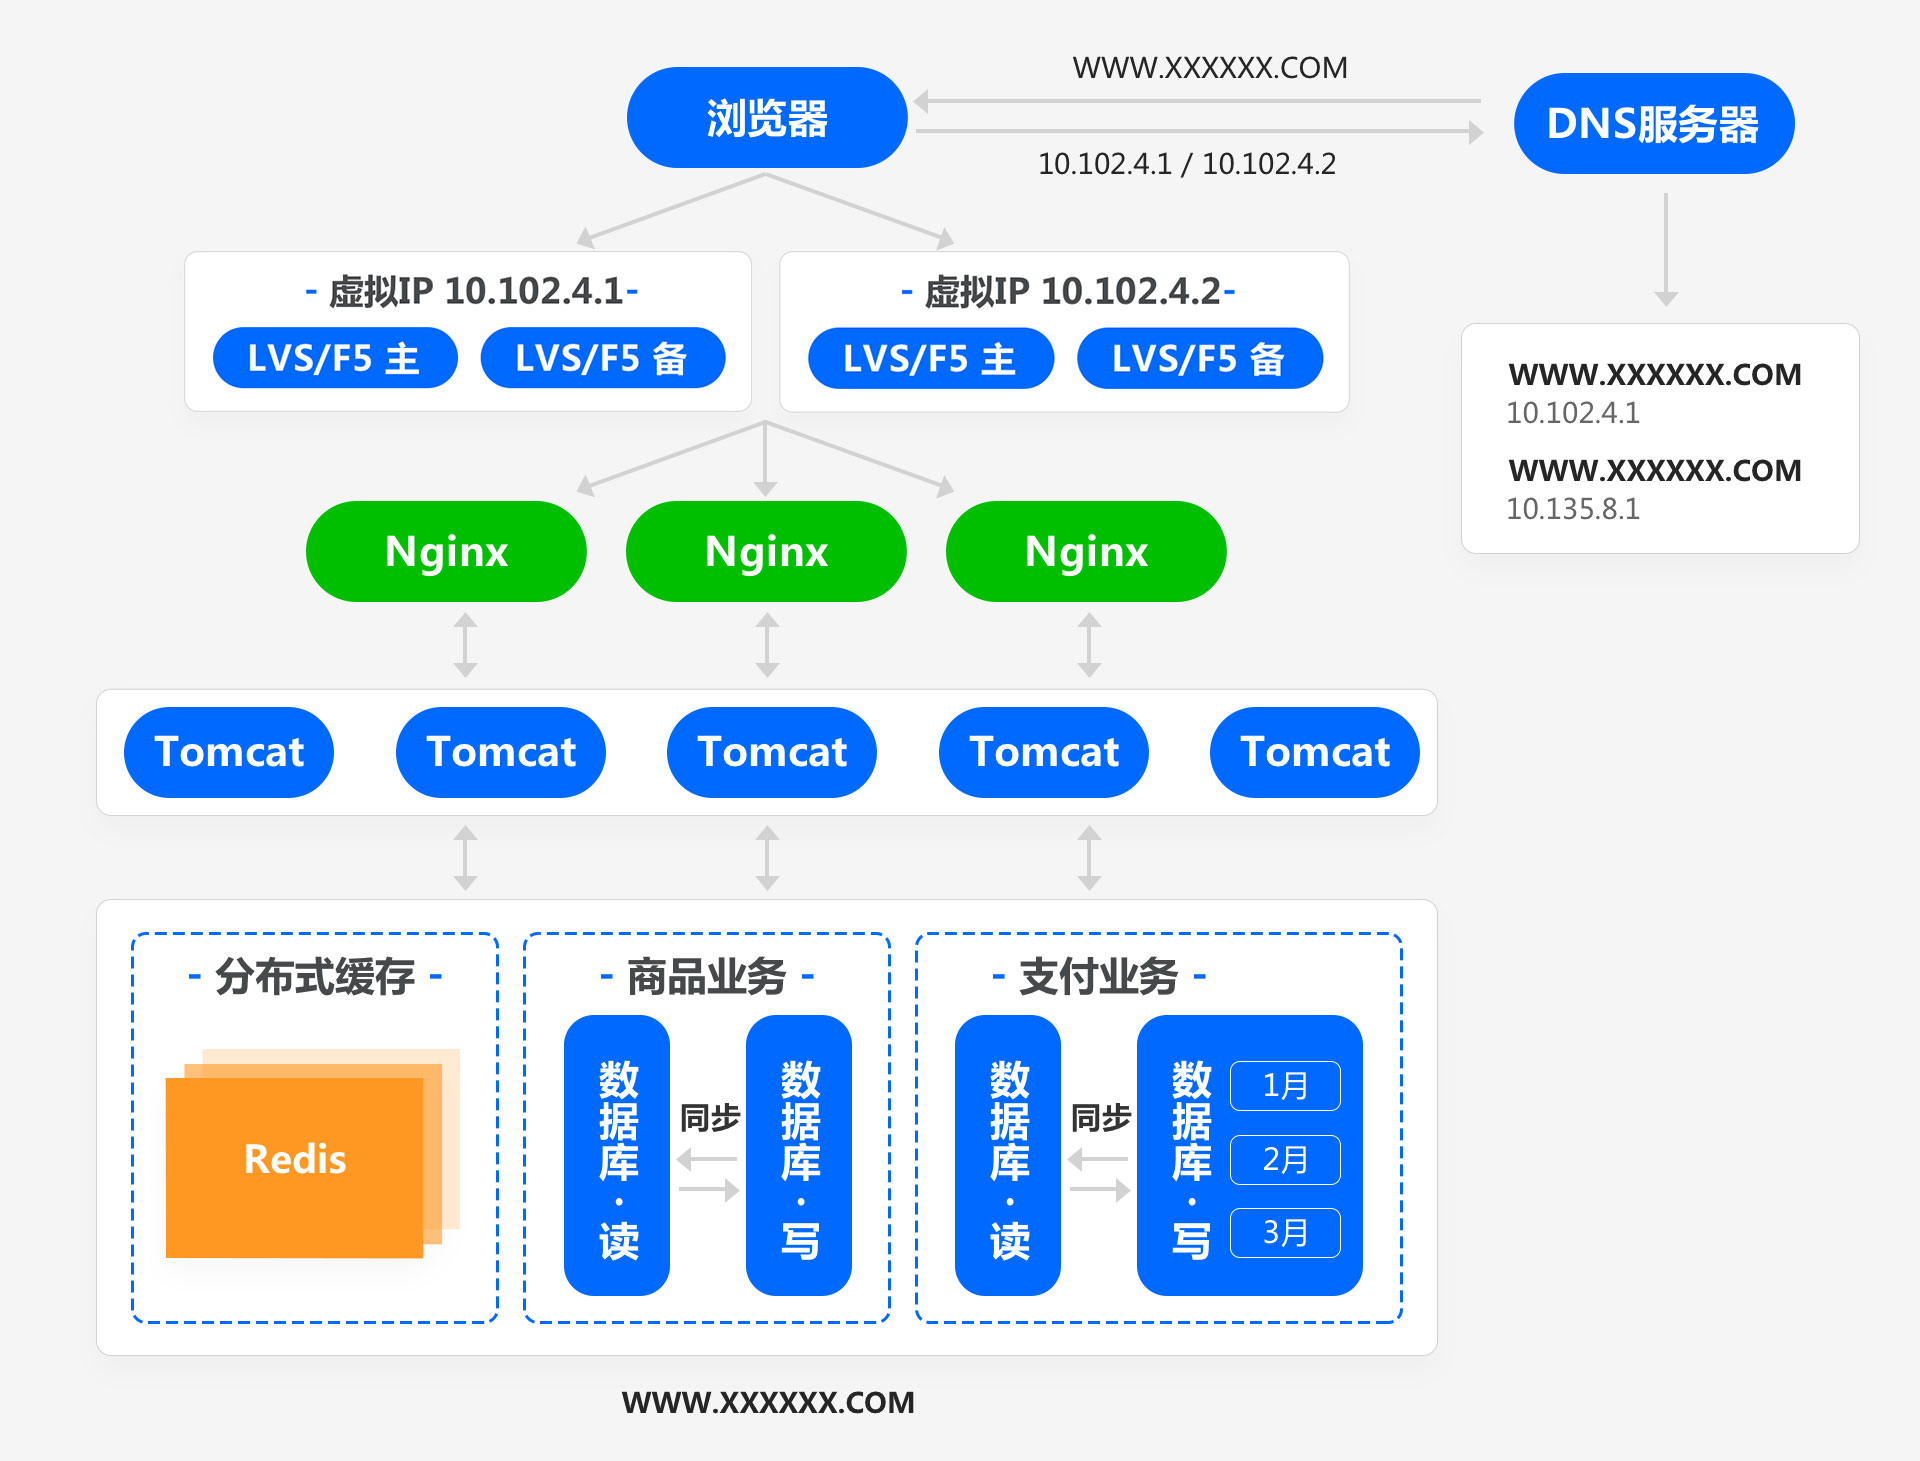 WWW.XXXXXX.COM
浏览器
DNS服务器
10.102.4.1 / 10.102.4.2
- 虚拟IP 10.102.4.1-
LVS/F5 主
LVS/F5 备
- 虚拟IP 10.102.4.2-
LVS/F5 主
LVS/F5 备
WWW.XXXXXX.COM
10.102.4.1
WWW.XXXXXX.COM
10.135.8.1
Nginx
Nginx
Nginx
Tomcat
Tomcat
Tomcat
Tomcat
Tomcat
- 分布式缓存 -
Redis
- 商品业务 -
数据库·读
同步
数据库·写
- 支付业务 -
数据库·读
同步
数据库·写
1月
2月
3月
WWW.XXXXXX.COM